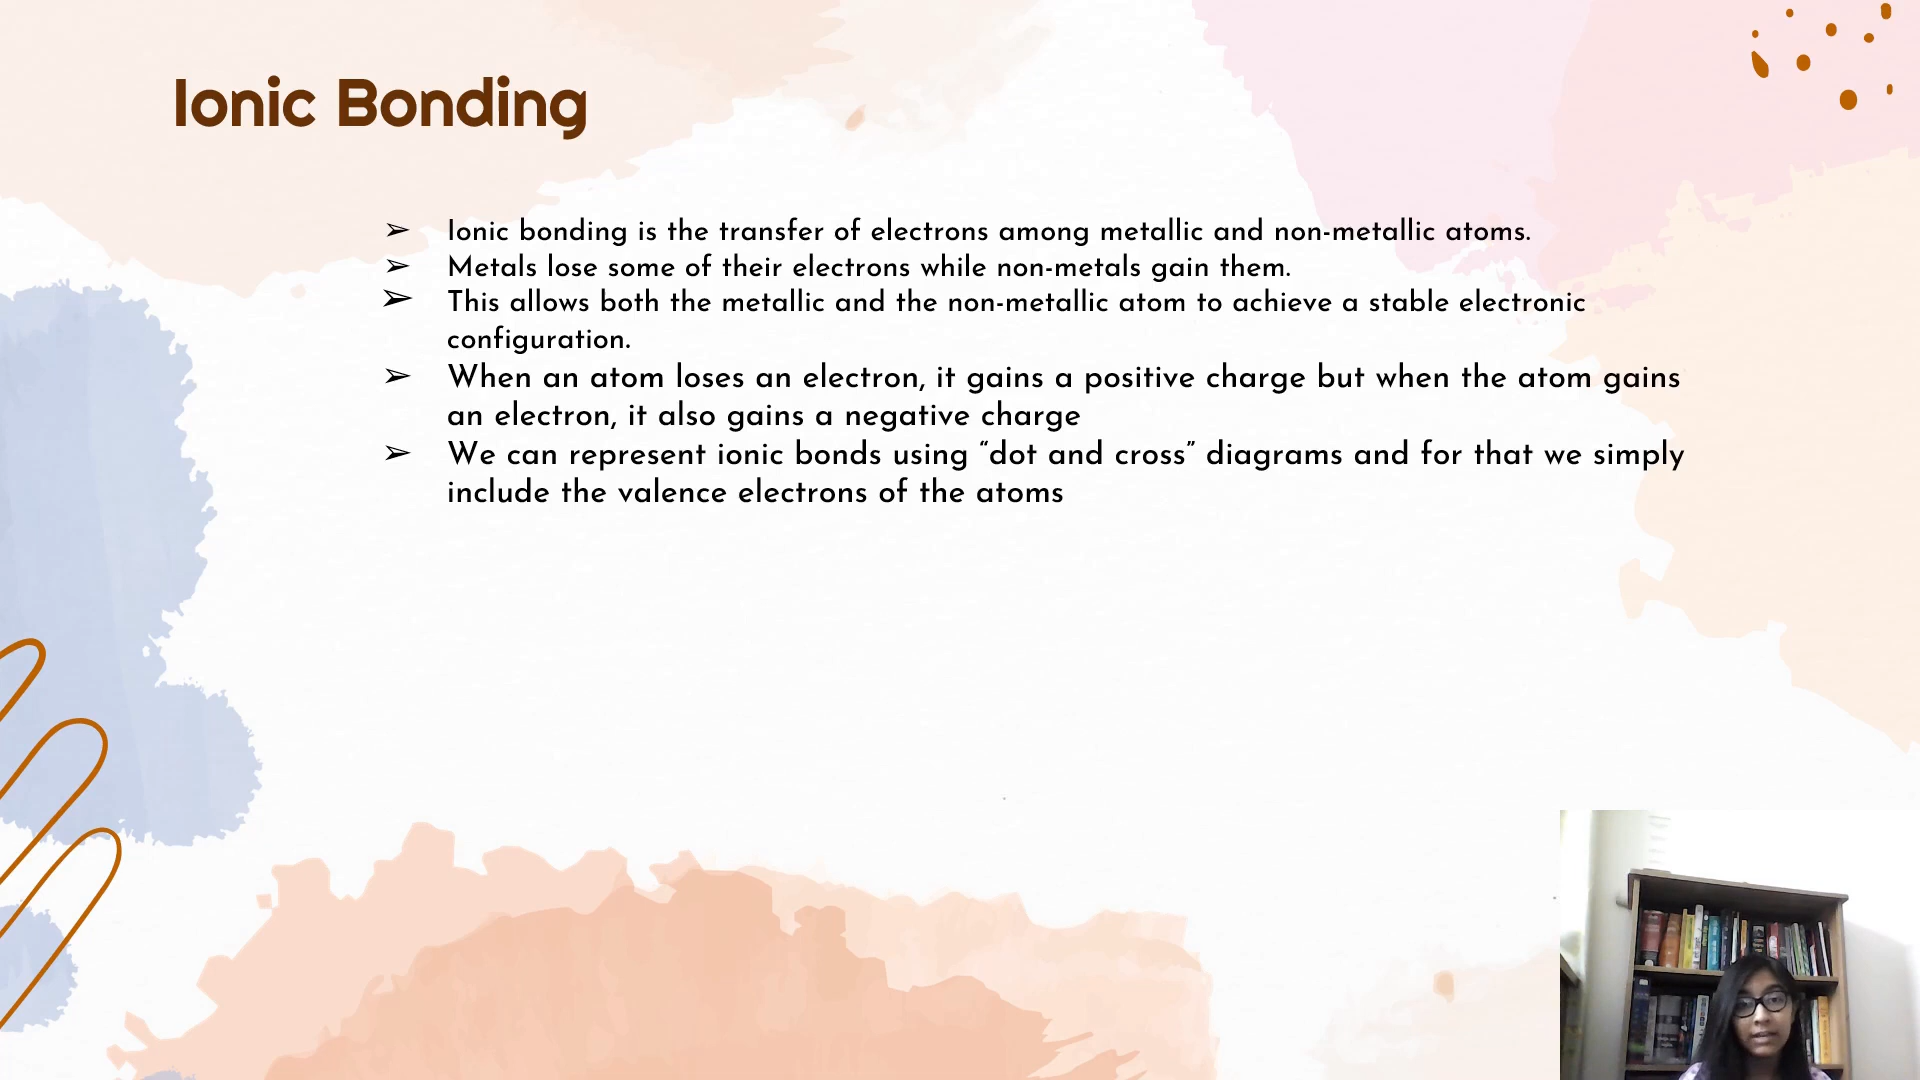 Ionic Bonding
➢ Ionic bonding is the transfer of electrons among metallic and non-metallic atoms.
➢ Metals lose some of their electrons while non-metals gain them.
➢ This allows both the metallic and the non-metallic atom to achieve a stable electronic
configuration.
➢ When an atom loses an electron, it gains a positive charge but when the atom gains
an electron, it also gains a negative charge
➢ We can represent ionic bonds using “dot and cross” diagrams and for that we simply
include the valence electrons of the atoms